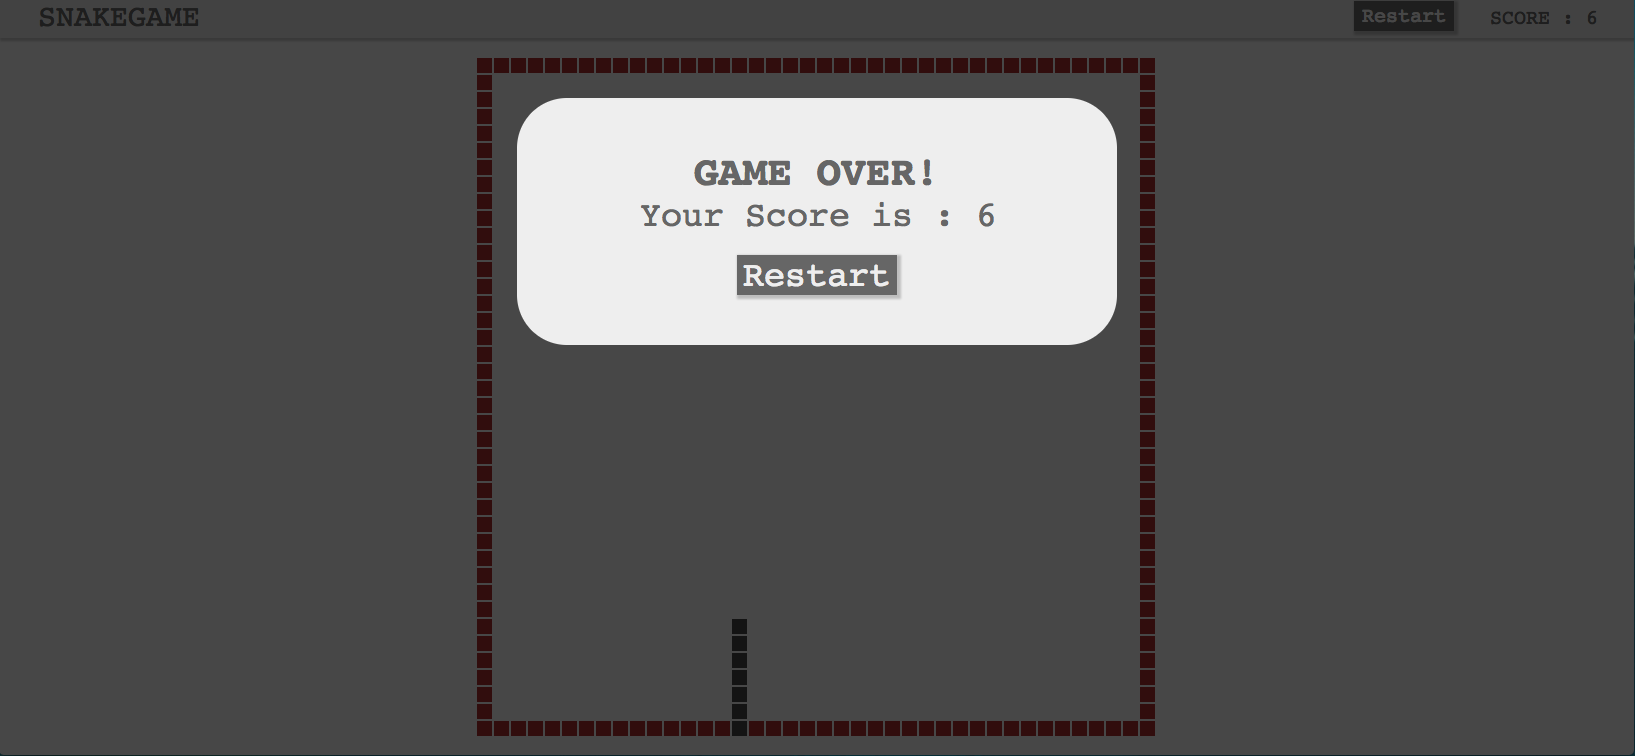 SNAKEGAME
Restart
SCORE : 6
GAME OVER!
Your Score is : 6
Restart